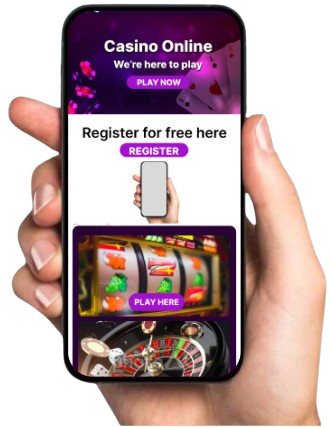 Casino Online
We're here to play
PLAY NOW
Register for free here
REGISTER
PLAY HERE